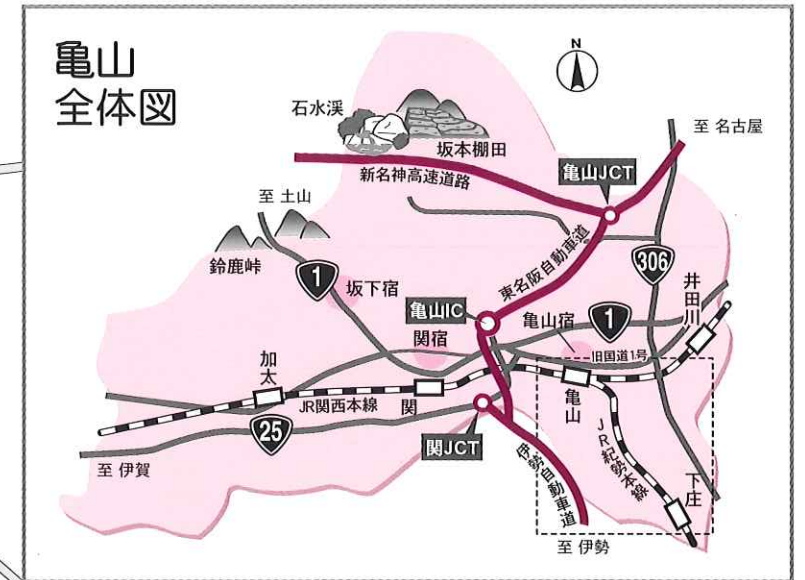 亀山
全体図
N
石水渓
坂本棚田
至 名古屋
新名神高速道路
亀山JCT
至 土山
鈴鹿峠
1
坂下宿
東名阪自動車道
306
井田川
亀山IC
亀山宿
1
関宿
旧国道1号
加太
JR関西本線
関
亀山
25
関JCT
JR紀勢本線
至 伊賀
伊勢自動車道
下庄
至 伊勢